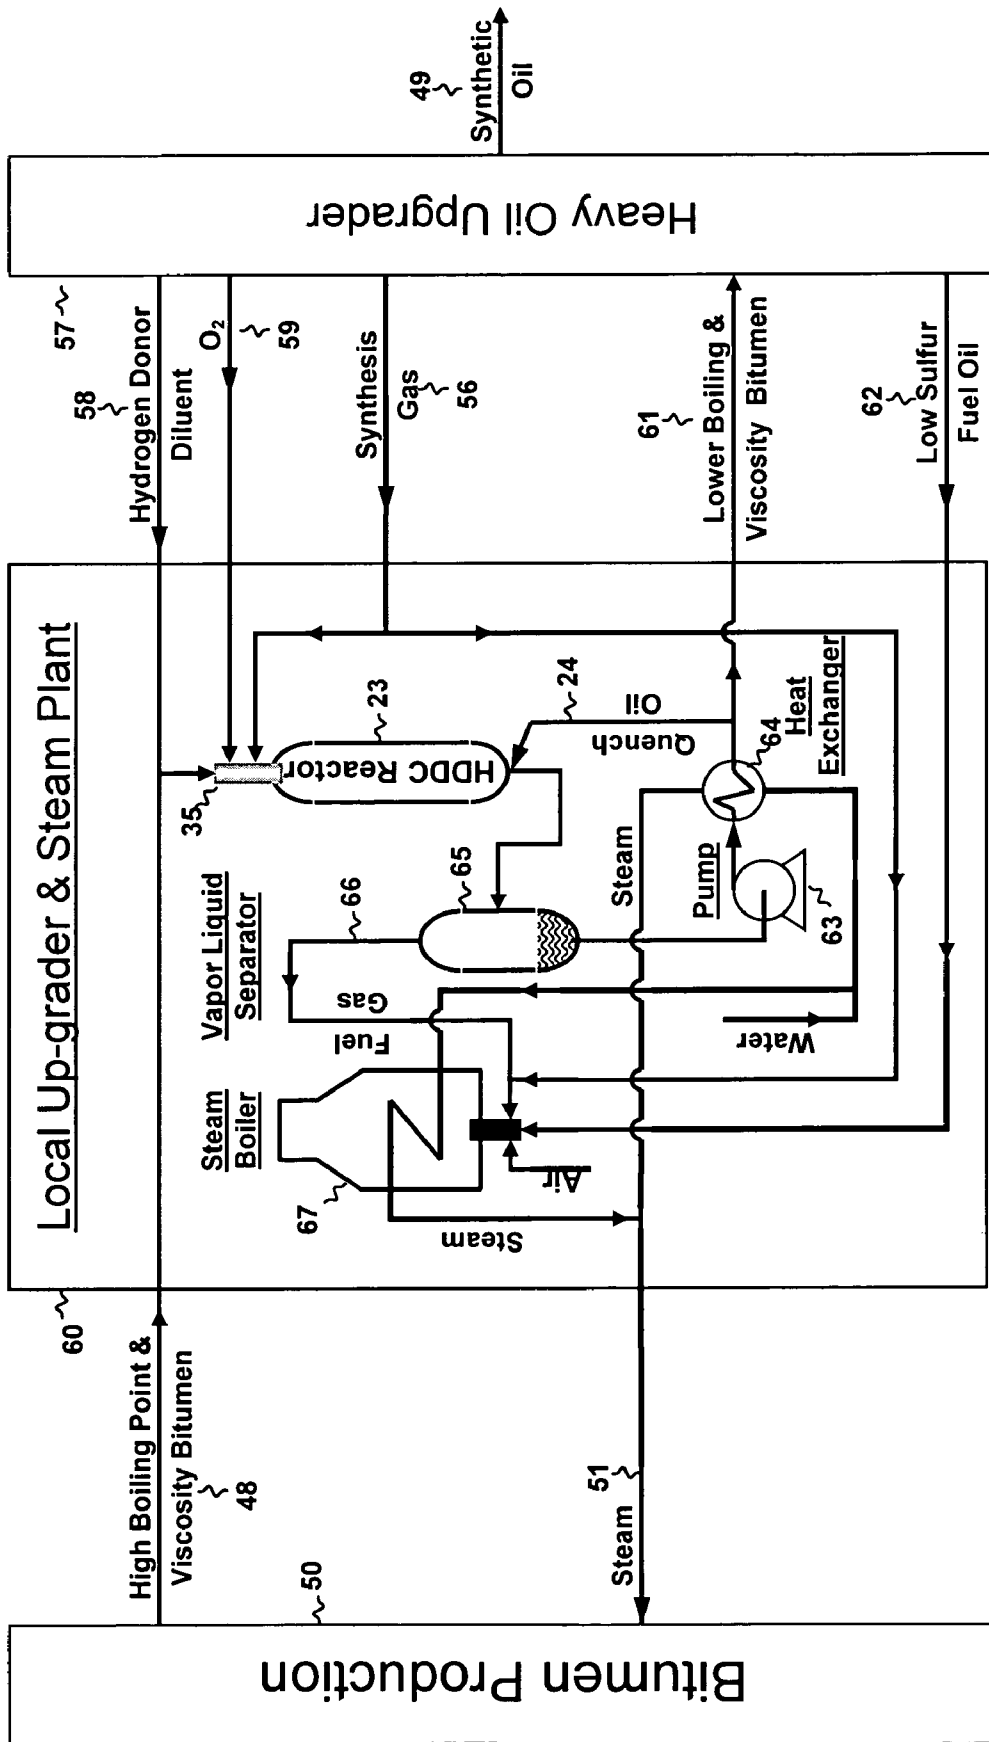 Bitumen Production
50
High Boiling Point &
Viscosity Bitumen
48
Steam
51
60
Local Up-grader & Steam Plant
Steam
Boiler
67
Steam
Air
Fuel
Gas
Vapor Liquid
Separator
66
65
35
HDDC Reactor
23
Quench
Oil
24
Steam
Water
Pump
63
64
Heat
Exchanger
57
58
Hydrogen Donor
Diluent
O₂
59
Synthesis
Gas
56
61
Lower Boiling &
Viscosity Bitumen
62
Low Sulfur
Fuel Oil
Heavy Oil Upgrader
49
Synthetic
Oil